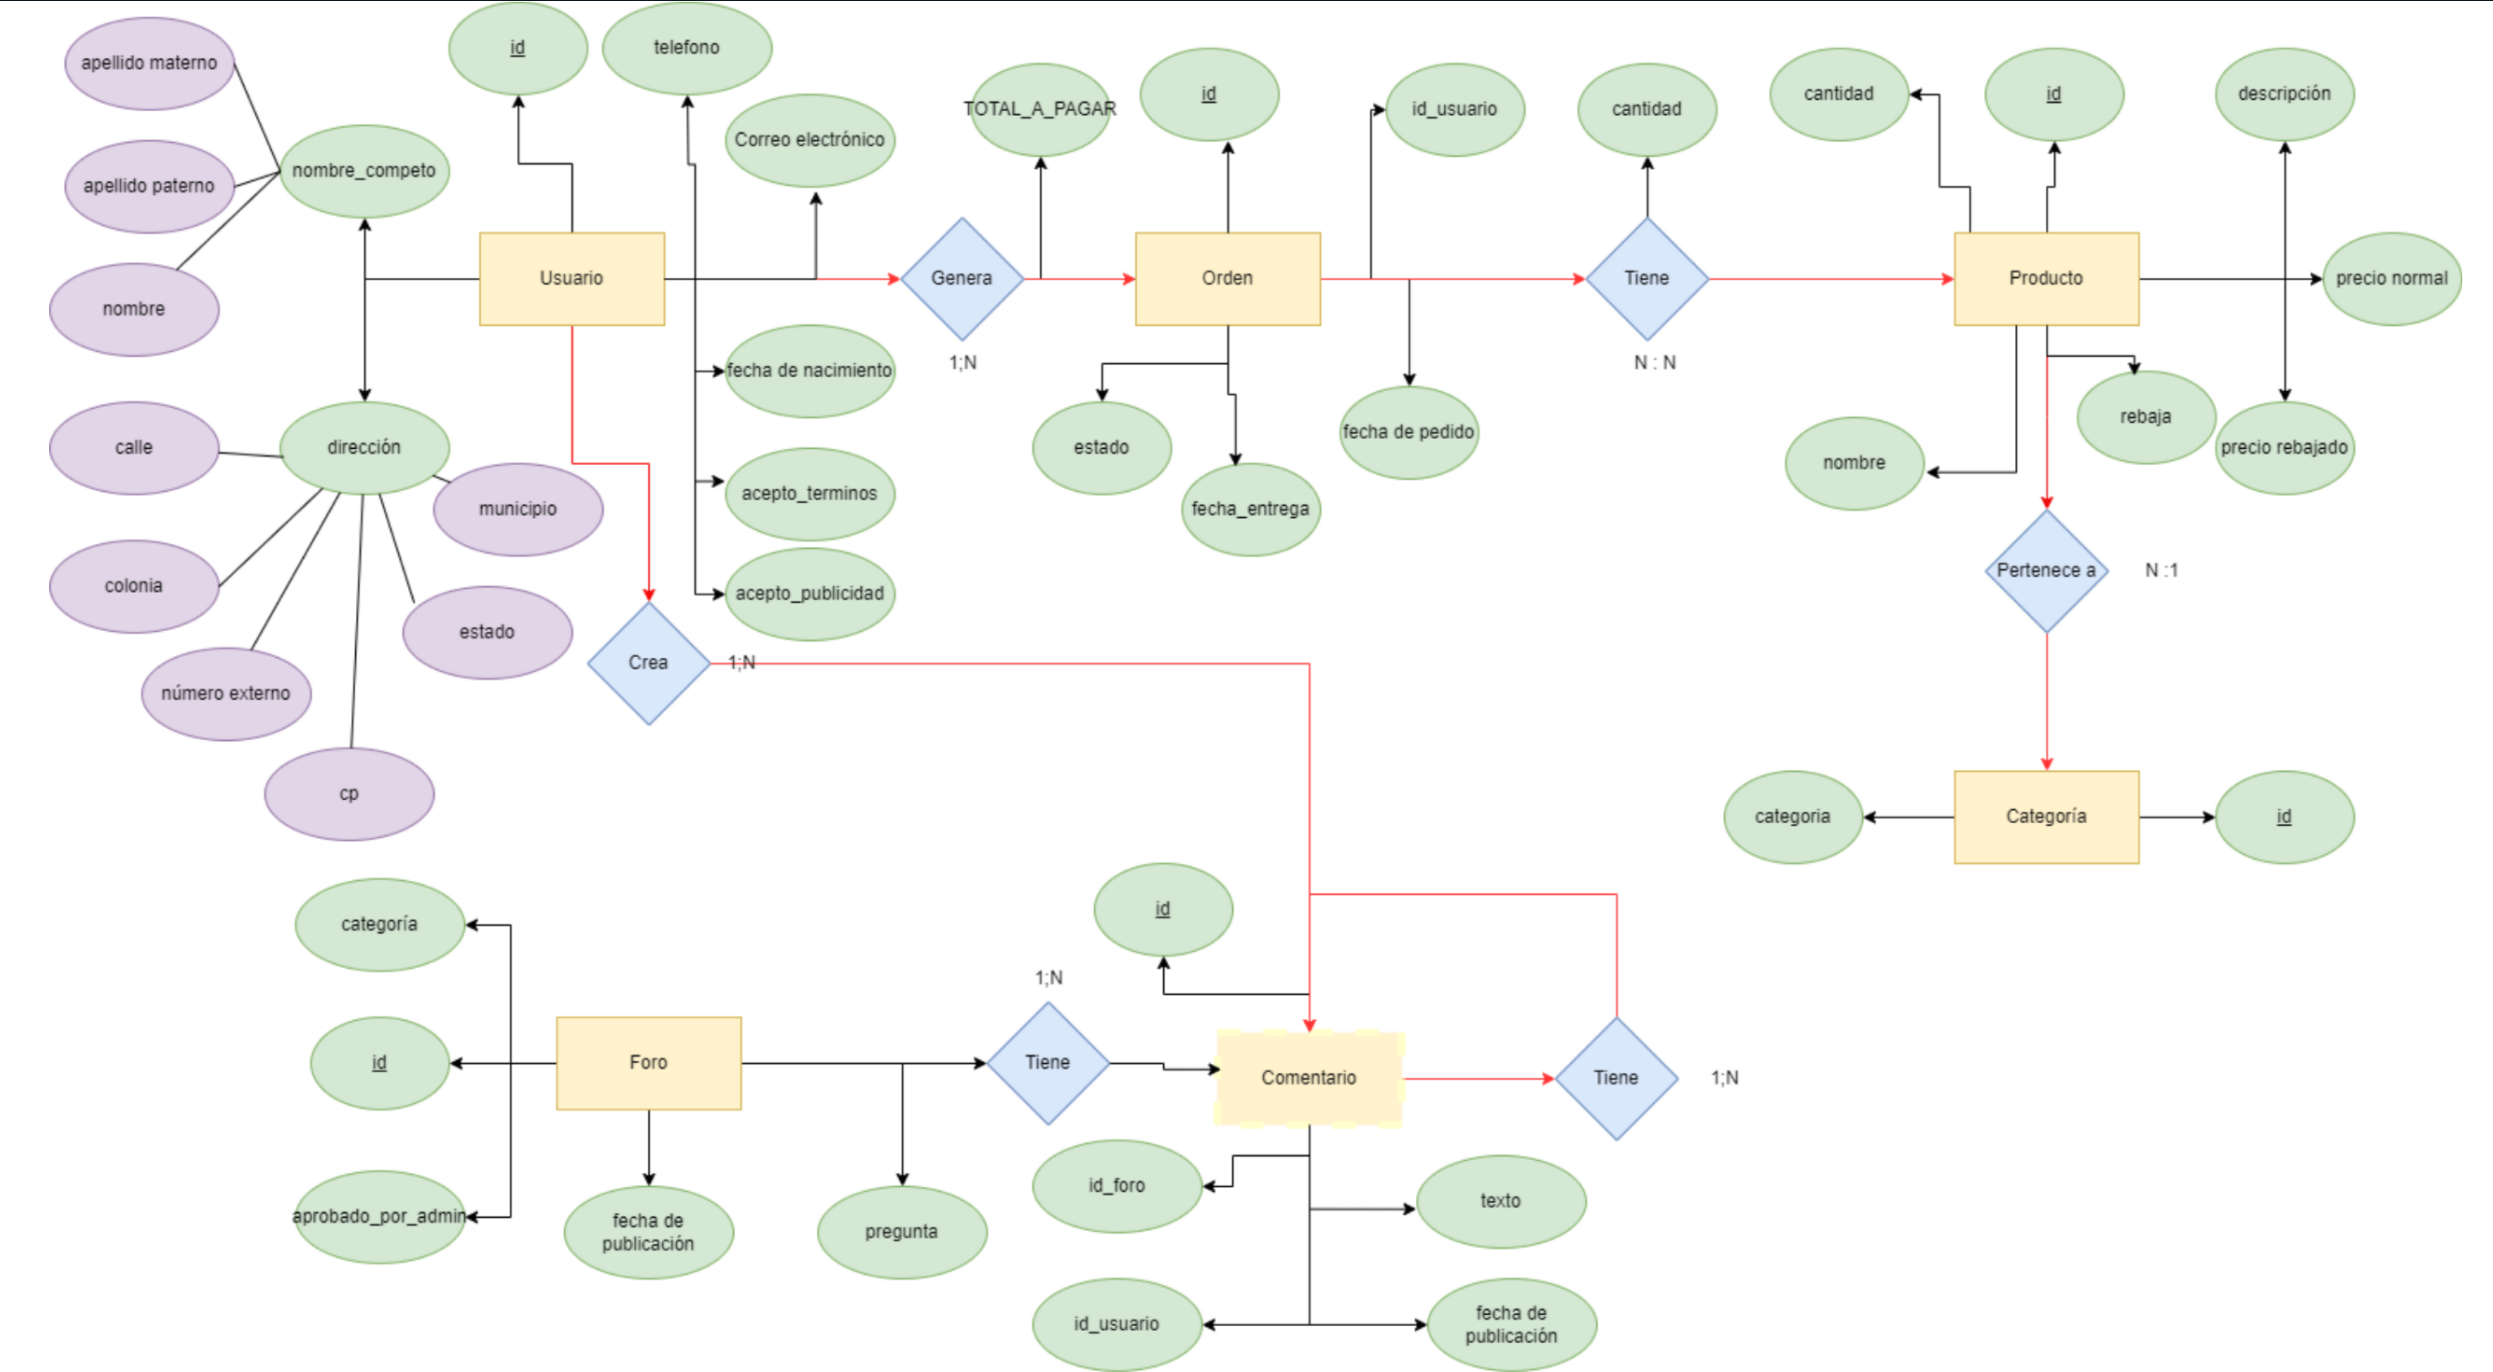 apellido materno
id
telefono
TOTAL_A_PAGAR
id
id_usuario
cantidad
cantidad
id
descripción
Correo electrónico
nombre_competo
apellido paterno
nombre
Usuario
Genera
Orden
Tiene
Producto
precio normal
1;N
N : N
fecha de nacimiento
rebaja
fecha de pedido
calle
dirección
estado
nombre
precio rebajado
municipio
acepto_terminos
fecha_entrega
colonia
acepto_publicidad
Pertenece a
N :1
estado
Crea
1;N
número externo
cp
categoria
Categoría
id
categoría
id
1;N
id
Foro
Tiene
Comentario
Tiene
1;N
aprobado_por_admin
fecha de
publicación
pregunta
id_foro
texto
id_usuario
fecha de
publicación